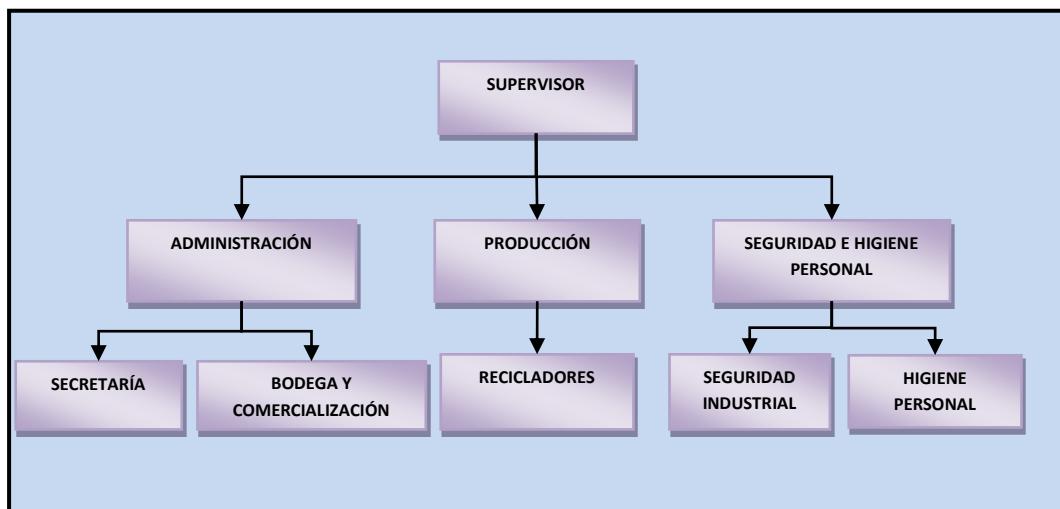 SUPERVISOR
ADMINISTRACIÓN
PRODUCCIÓN
SEGURIDAD E HIGIENE
PERSONAL
SECRETARÍA
BODEGA Y
COMERCIALIZACIÓN
RECICLADORES
SEGURIDAD
INDUSTRIAL
HIGIENE
PERSONAL